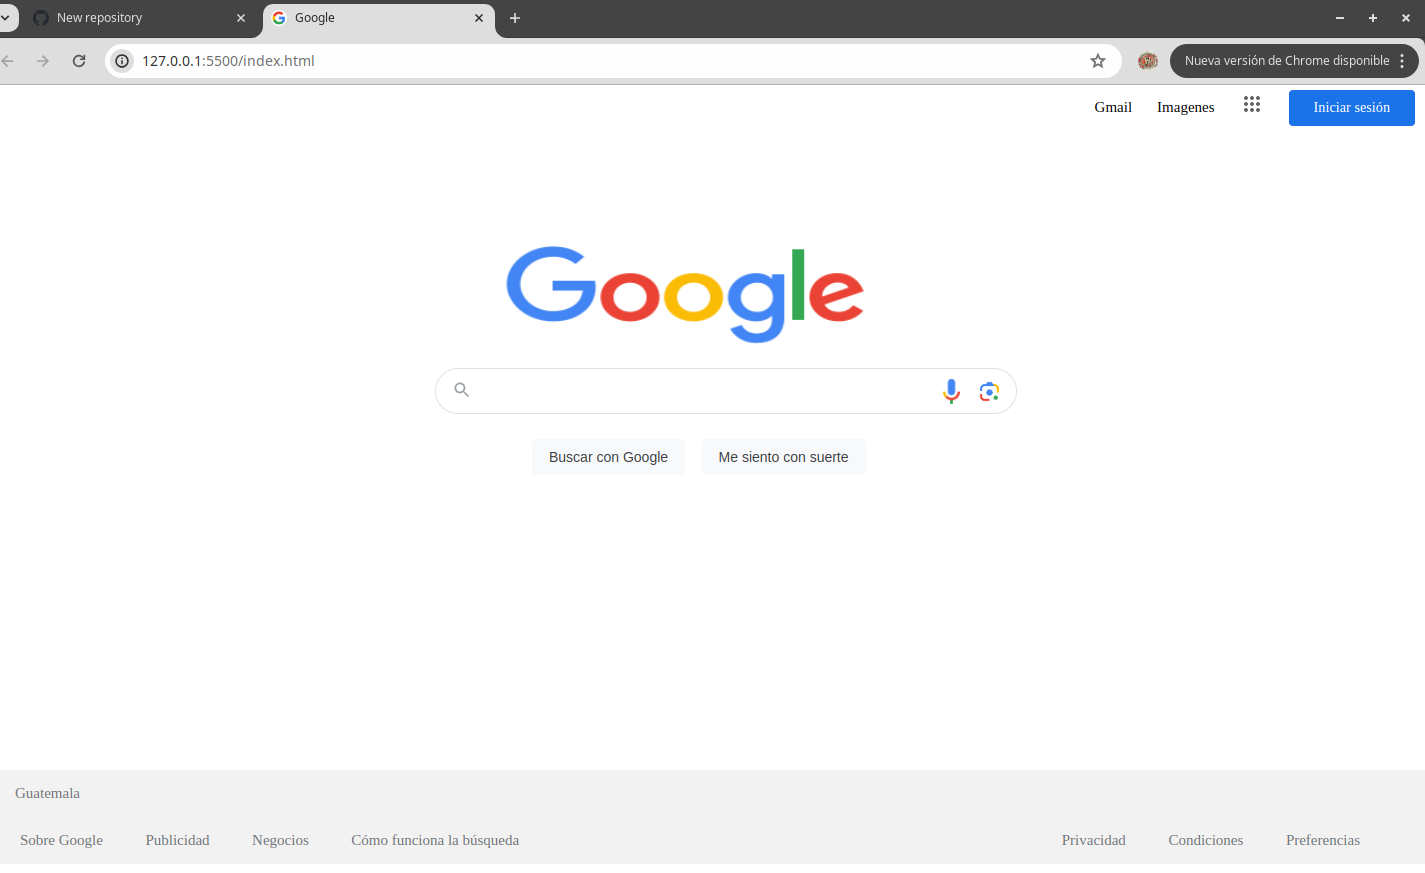 New repository
Google
127.0.0.1:5500/index.html
Nueva versión de Chrome disponible
Gmail Imagenes Iniciar sesión
Google
Buscar con Google Me siento con suerte
Guatemala
Sobre Google Publicidad Negocios Cómo funciona la búsqueda Privacidad Condiciones Preferencias